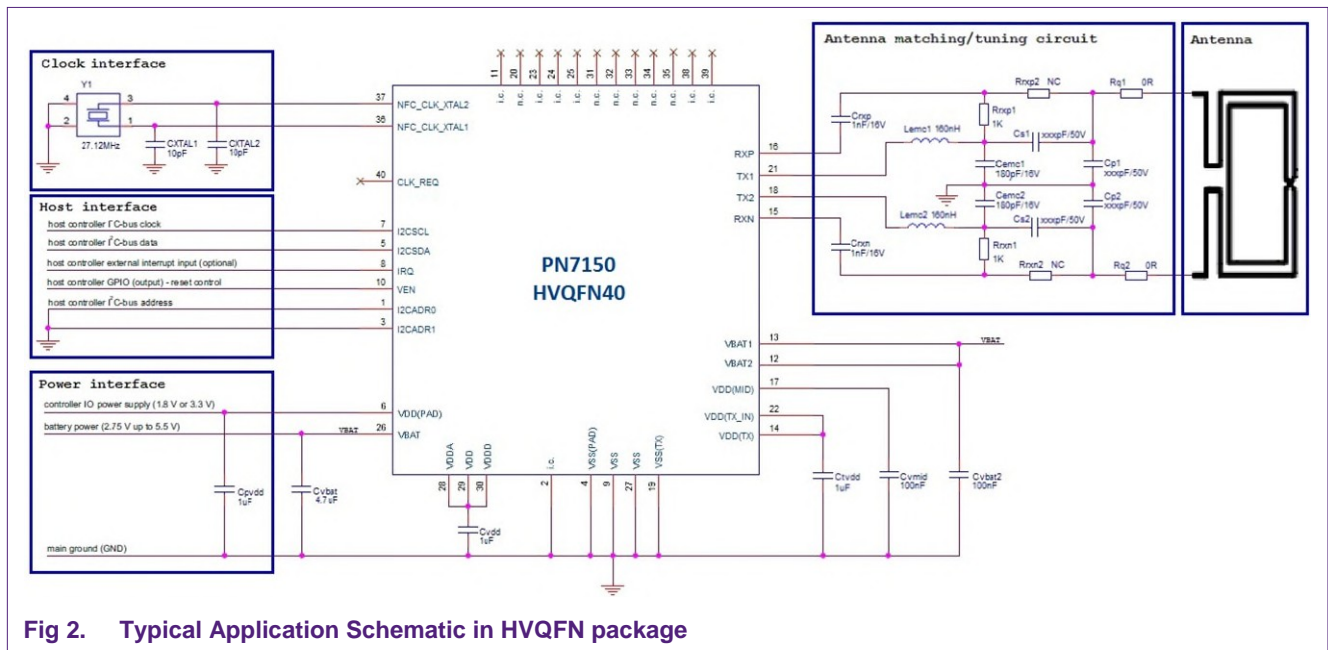 Clock interface
Y1
4
3
2
1
27.12MHz
CXTAL1
10pF
CXTAL2
10pF
Host interface
host controller I²C-bus clock
host controller I²C-bus data
host controller external interrupt input (optional)
host controller GPIO (output) - reset control
host controller I²C-bus address
Power interface
controller IO power supply (1.8 V or 3.3 V)
battery power (2.75 V up to 5.5 V)
VBAT
Cpvdd
1uF
Cvbat
4.7uF
main ground (GND)
11
20
23
24
25
31
32
33
34
35
38
39
i.c.
n.c.
i.c.
i.c.
i.c.
n.c.
n.c.
n.c.
n.c.
n.c.
i.c.
i.c.
37
NFC_CLK_XTAL2
36
NFC_CLK_XTAL1
40
CLK_REQ
7
I2CSCL
5
I2CSDA
8
IRQ
10
VEN
1
I2CADR0
3
I2CADR1
6
VDD(PAD)
26
VBAT
PN7150
HVQFN40
VDDA
VDD
VDDD
i.c.
VSS(PAD)
VSS
VSS
VSS(TX)
28
29
30
2
4
9
27
19
Cvdd
1uF
RXP
16
TX1
21
TX2
18
RXN
15
VBAT1
13
VBAT
VBAT2
12
VDD(MID)
17
VDD(TX_IN)
22
VDD(TX)
14
Ctvdd
1uF
Cvmid
100nF
Cvbat2
100nF
Antenna matching/tuning circuit
Rrxp2 NC
Rq1 0R
Crxp
1nF/16V
Rrxp1
1K
Lemc1 160nH
Cs1 xxxpF/50V
Cemc1
180pF/16V
Cp1
xxxpF/50V
Cemc2
180pF/16V
Cp2
xxxpF/50V
Lemc2 160nH
Cs2 xxxpF/50V
Crxn
1nF/16V
Rrxn1
1K
Rrxn2 NC
Rq2 0R
Antenna
Fig 2. Typical Application Schematic in HVQFN package